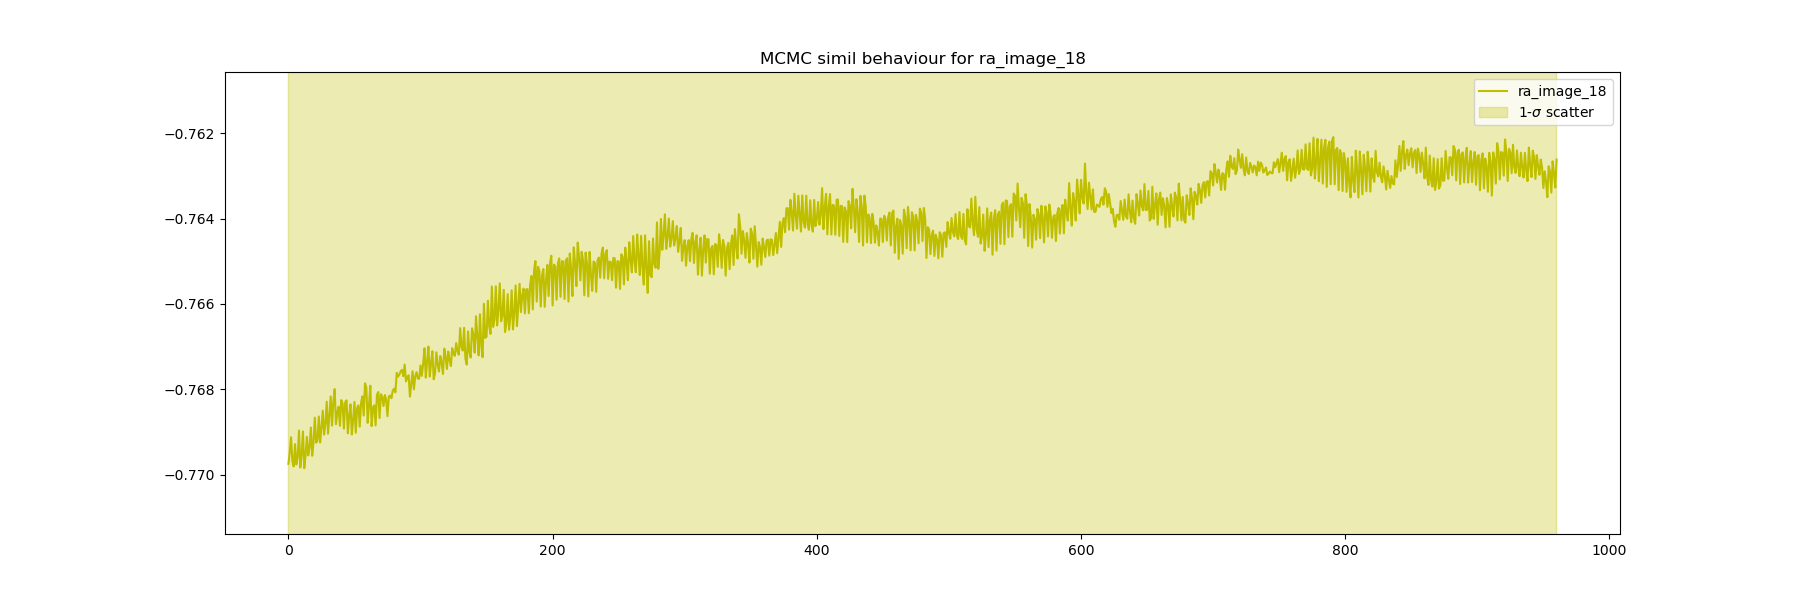 MCMC simil behaviour for ra_image_18
ra_image_18
1-σ scatter
−0.762
−0.764
−0.766
−0.768
−0.770
0 200 400 600 800 1000